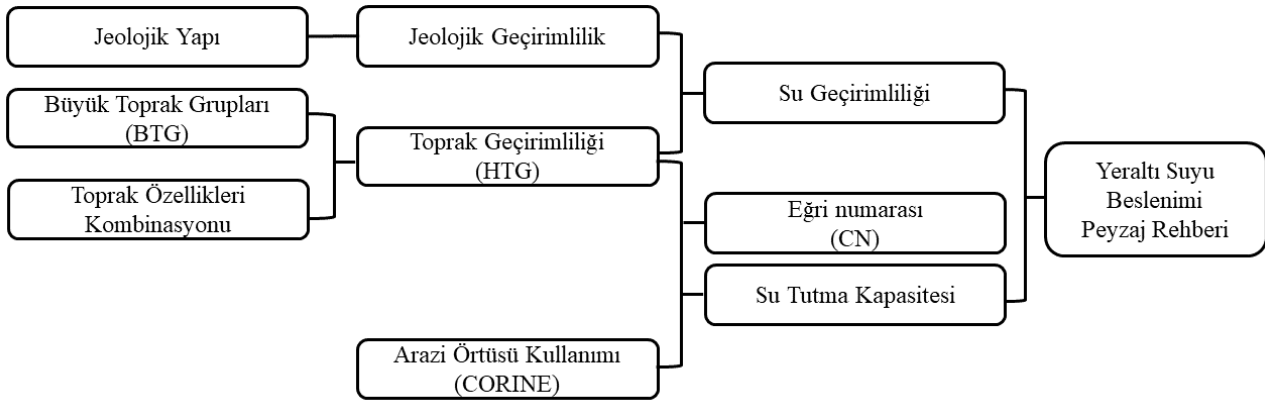 Jeolojik Yapı
Jeolojik Geçirimlilik
Büyük Toprak Grupları
(BTG)
Toprak Özellikleri
Kombinasyonu
Toprak Geçirimliliği
(HTG)
Arazi Örtüsü Kullanımı
(CORINE)
Su Geçirimliliği
Eğri numarası
(CN)
Su Tutma Kapasitesi
Yeraltı Suyu
Beslenimi
Peyzaj Rehberi